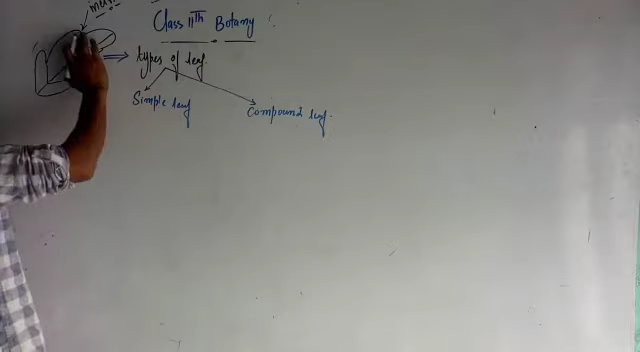 Class 11th Botany
types of leaf.
Simple leaf
Compound leaf.